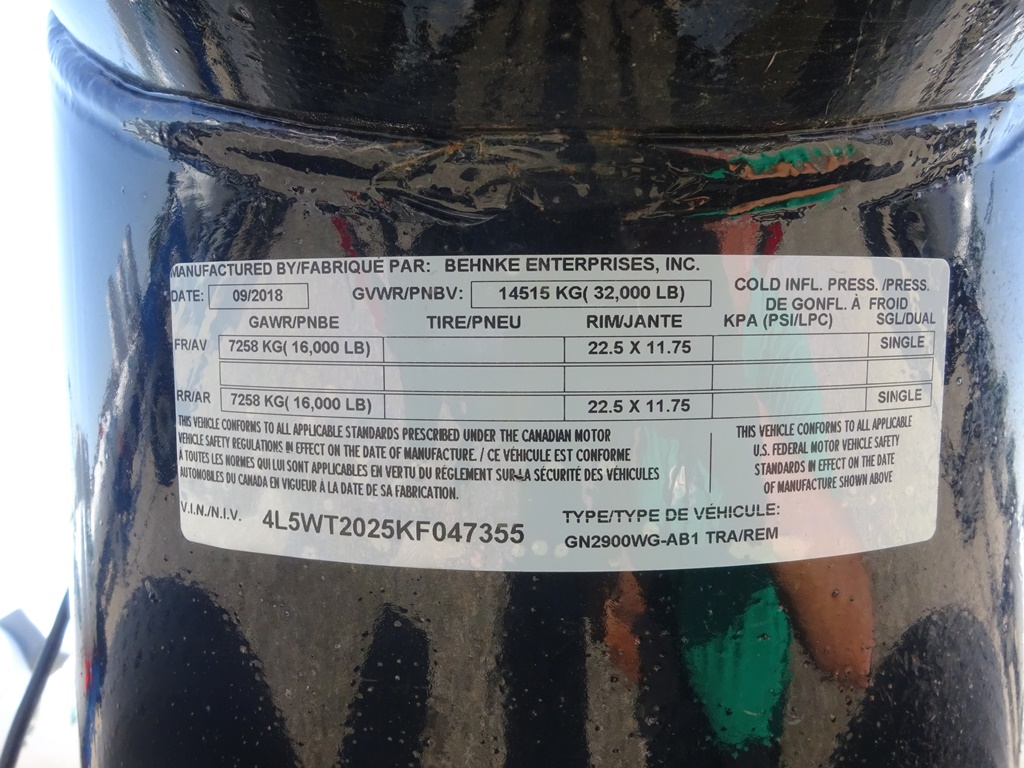 MANUFACTURED BY/FABRIQUE PAR: BEHNKE ENTERPRISES, INC.
DATE: 09/2018 GVWR/PNBV: 14515 KG( 32,000 LB)
COLD INFL. PRESS. /PRESS.
DE GONFL. À FROID
GAWR/PNBE TIRE/PNEU RIM/JANTE KPA (PSI/LPC) SGL/DUAL
FR/AV 7258 KG( 16,000 LB) 22.5 X 11.75 SINGLE
RR/AR 7258 KG( 16,000 LB) 22.5 X 11.75 SINGLE
THIS VEHICLE CONFORMS TO ALL APPLICABLE STANDARDS PRESCRIBED UNDER THE CANADIAN MOTOR
VEHICLE SAFETY REGULATIONS IN EFFECT ON THE DATE OF MANUFACTURE. / CE VÉHICULE EST CONFORME
À TOUTES LES NORMES QUI LUI SONT APPLICABLES EN VERTU DU RÉGLEMENT SUR LA SÉCURITÉ DES VÉHICULES
AUTOMOBILES DU CANADA EN VIGUEUR À LA DATE DE SA FABRICATION.
THIS VEHICLE CONFORMS TO ALL APPLICABLE
U.S. FEDERAL MOTOR VEHICLE SAFETY
STANDARDS IN EFFECT ON THE DATE
OF MANUFACTURE SHOWN ABOVE
V.I.N./N.I.V. 4L5WT2025KF047355
TYPE/TYPE DE VÉHICULE:
GN2900WG-AB1 TRA/REM